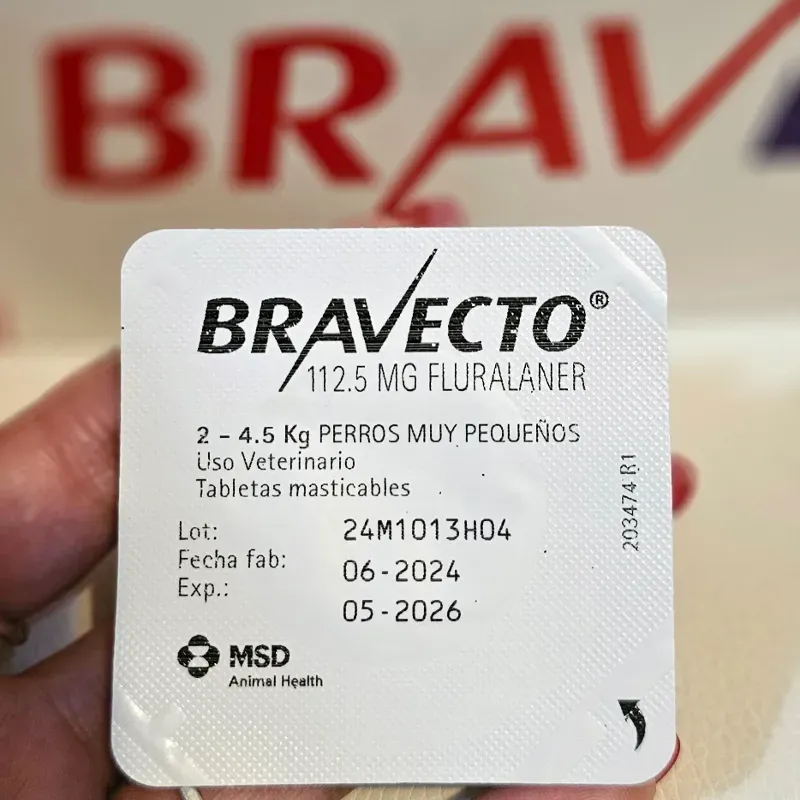 BRAV
BRAVECTO®
112.5 MG FLURALANER
2 - 4.5 Kg PERROS MUY PEQUEÑOS
Uso Veterinario
Tabletas masticables
Lot: 24M1013H04
Fecha fab: 06-2024
Exp.: 05-2026
203474 R1
MSD
Animal Health